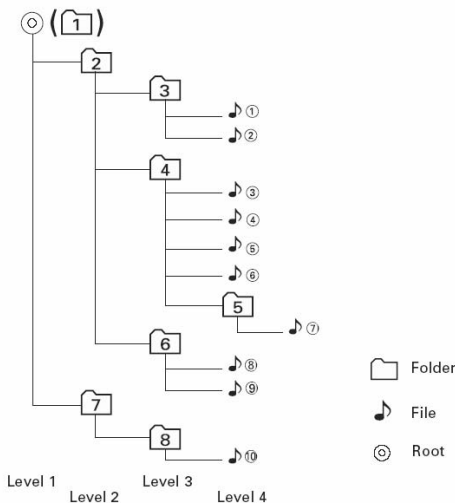 (1)
2
3
①
②
4
③
④
⑤
⑥
5
⑦
6
⑧
⑨
7
8
⑩
Folder
File
Root
Level 1
Level 2
Level 3
Level 4